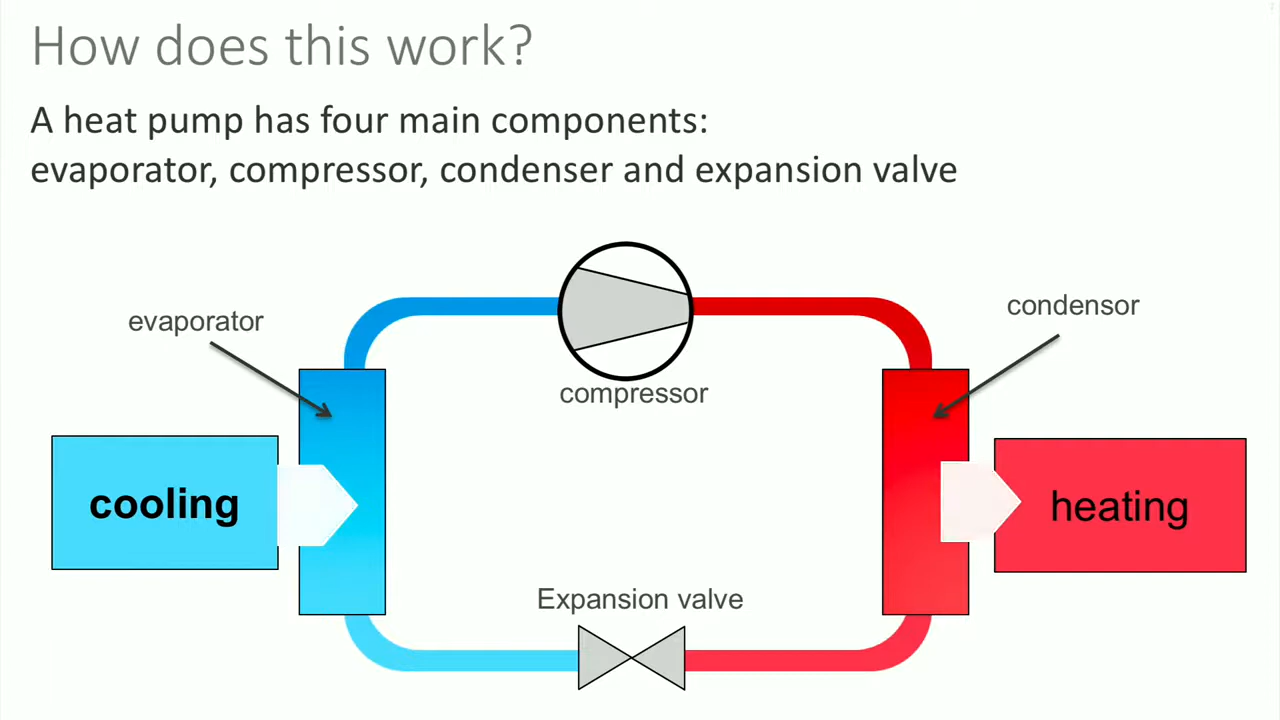 How does this work?
A heat pump has four main components:
evaporator, compressor, condenser and expansion valve
evaporator
condensor
compressor
cooling
heating
Expansion valve